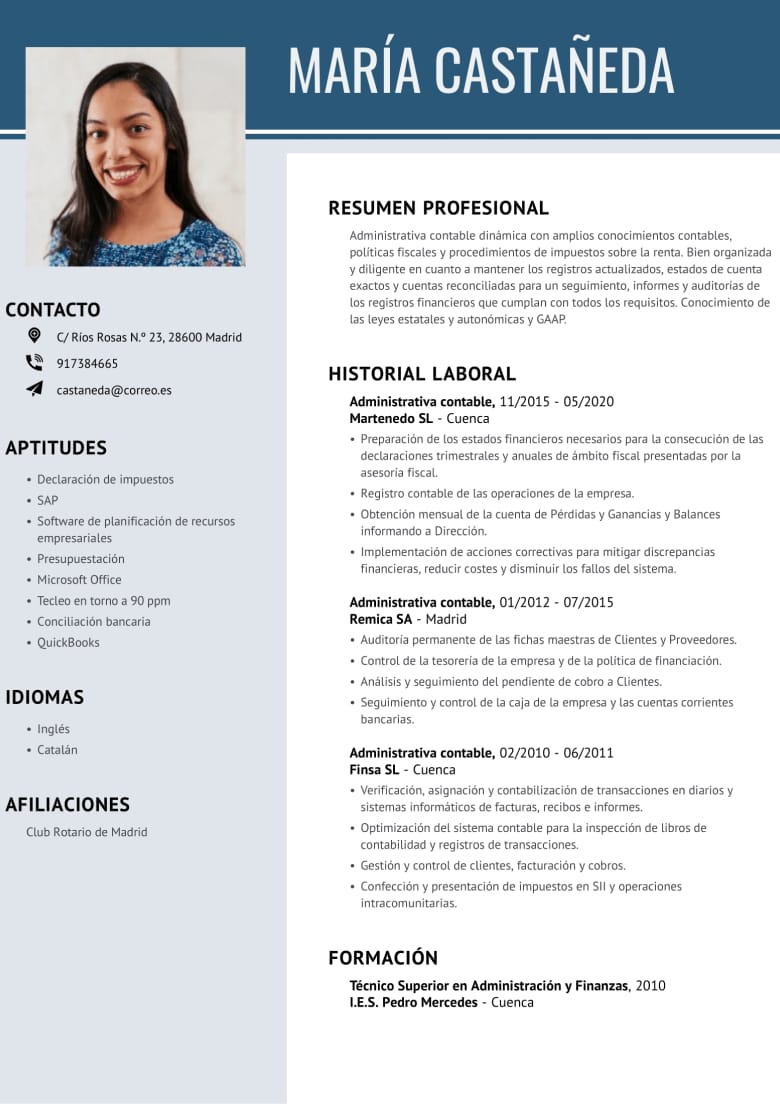 MARÍA CASTAÑEDA
CONTACTO
C/ Ríos Rosas N.º 23, 28600 Madrid
917384665
castaneda@correo.es
APTITUDES
• Declaración de impuestos
• SAP
• Software de planificación de recursos
empresariales
• Presupuestación
• Microsoft Office
• Tecleo en torno a 90 ppm
• Conciliación bancaria
• QuickBooks
IDIOMAS
• Inglés
• Catalán
AFILIACIONES
Club Rotario de Madrid
RESUMEN PROFESIONAL
Administrativa contable dinámica con amplios conocimientos contables,
políticas fiscales y procedimientos de impuestos sobre la renta. Bien organizada
y diligente en cuanto a mantener los registros actualizados, estados de cuenta
exactos y cuentas reconciliadas para un seguimiento, informes y auditorías de
los registros financieros que cumplan con todos los requisitos. Conocimiento de
las leyes estatales y autonómicas y GAAP.
HISTORIAL LABORAL
Administrativa contable, 11/2015 - 05/2020
Martenedo SL - Cuenca
• Preparación de los estados financieros necesarios para la consecución de las
declaraciones trimestrales y anuales de ámbito fiscal presentadas por la
asesoría fiscal.
• Registro contable de las operaciones de la empresa.
• Obtención mensual de la cuenta de Pérdidas y Ganancias y Balances
informando a Dirección.
• Implementación de acciones correctivas para mitigar discrepancias
financieras, reducir costes y disminuir los fallos del sistema.
Administrativa contable, 01/2012 - 07/2015
Remica SA - Madrid
• Auditoría permanente de las fichas maestras de Clientes y Proveedores.
• Control de la tesorería de la empresa y de la política de financiación.
• Análisis y seguimiento del pendiente de cobro a Clientes.
• Seguimiento y control de la caja de la empresa y las cuentas corrientes
bancarias.
Administrativa contable, 02/2010 - 06/2011
Finsa SL - Cuenca
• Verificación, asignación y contabilización de transacciones en diarios y
sistemas informáticos de facturas, recibos e informes.
• Optimización del sistema contable para la inspección de libros de
contabilidad y registros de transacciones.
• Gestión y control de clientes, facturación y cobros.
• Confección y presentación de impuestos en SII y operaciones
intracomunitarias.
FORMACIÓN
Técnico Superior en Administración y Finanzas, 2010
I.E.S. Pedro Mercedes - Cuenca